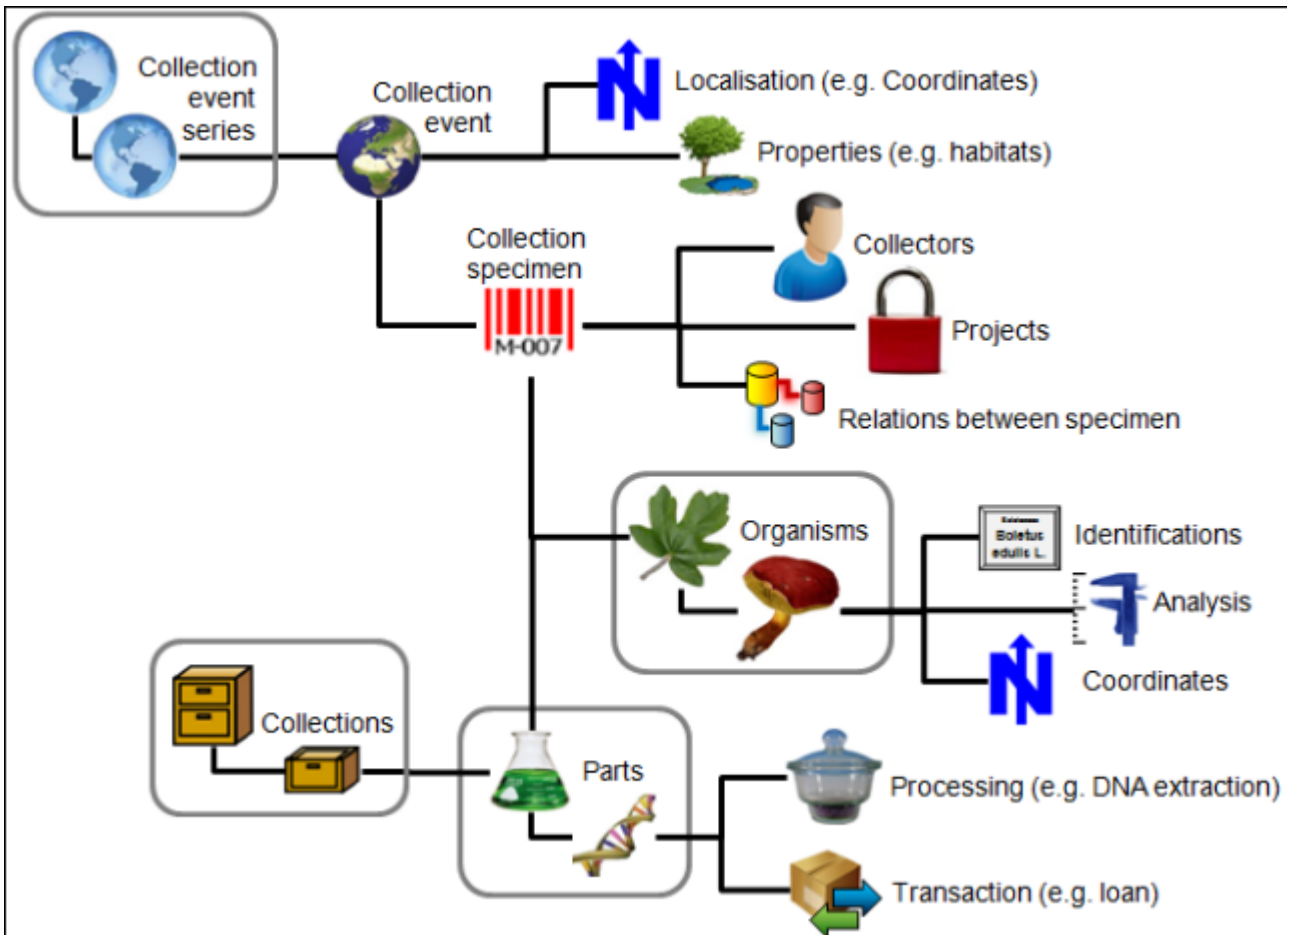 Collection
event
series
Collection
event
Localisation (e.g. Coordinates)
Properties (e.g. habitats)
Collection
specimen
M-007
Collectors
Projects
Relations between specimen
Organisms
Boletus
edulis L.
Identifications
Analysis
Coordinates
Collections
Parts
Processing (e.g. DNA extraction)
Transaction (e.g. loan)